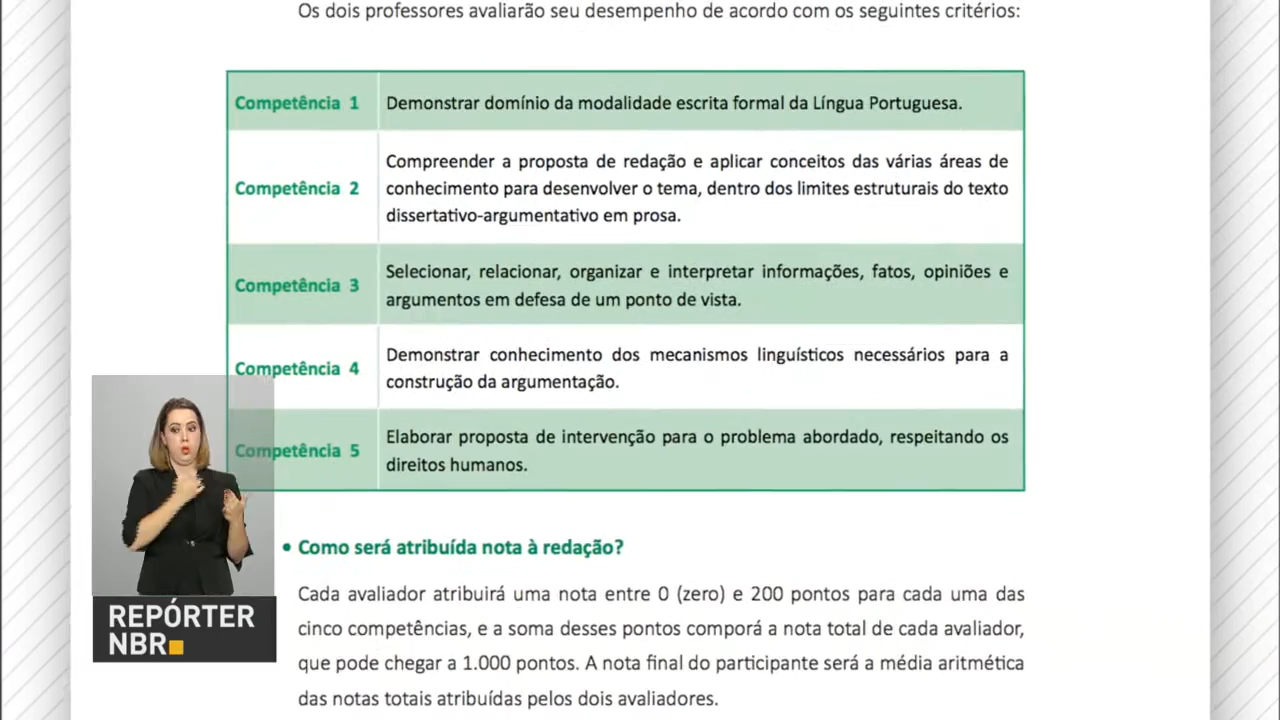 Os dois professores avaliarão seu desempenho de acordo com os seguintes critérios:
Competência 1
Demonstrar domínio da modalidade escrita formal da Língua Portuguesa.
Competência 2
Compreender a proposta de redação e aplicar conceitos das várias áreas de
conhecimento para desenvolver o tema, dentro dos limites estruturais do texto
dissertativo-argumentativo em prosa.
Competência 3
Selecionar, relacionar, organizar e interpretar informações, fatos, opiniões e
argumentos em defesa de um ponto de vista.
Competência 4
Demonstrar conhecimento dos mecanismos linguísticos necessários para a
construção da argumentação.
Competência 5
Elaborar proposta de intervenção para o problema abordado, respeitando os
direitos humanos.
• Como será atribuída nota à redação?
Cada avaliador atribuirá uma nota entre 0 (zero) e 200 pontos para cada uma das
cinco competências, e a soma desses pontos comporá a nota total de cada avaliador,
que pode chegar a 1.000 pontos. A nota final do participante será a média aritmética
das notas totais atribuídas pelos dois avaliadores.
REPÓRTER
NBR